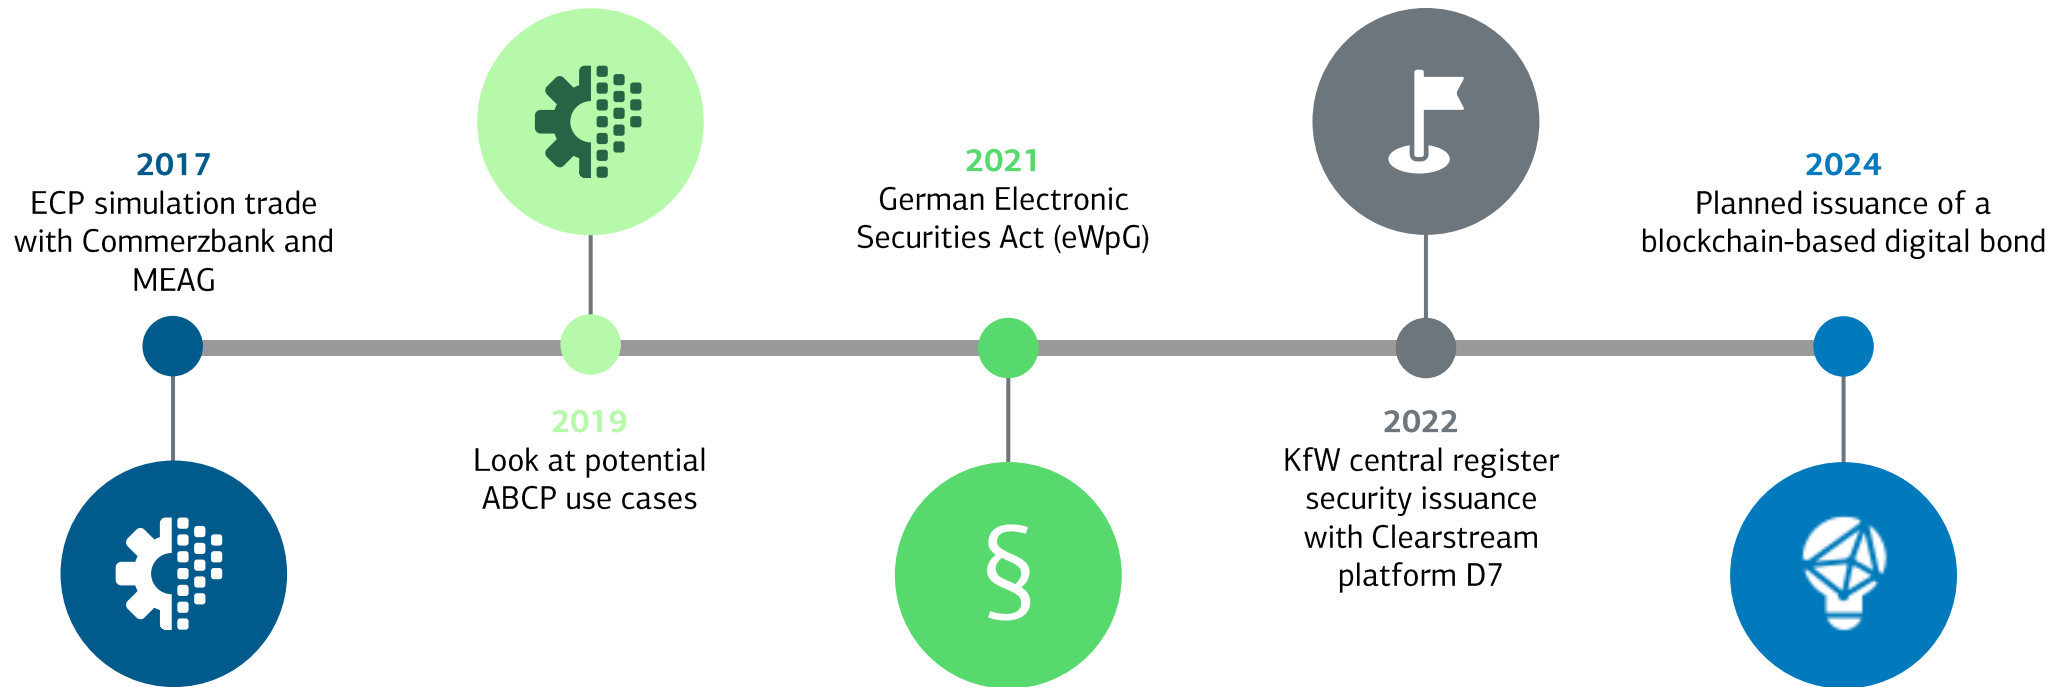 2017
ECP simulation trade
with Commerzbank and
MEAG
2019
Look at potential
ABCP use cases
2021
German Electronic
Securities Act (eWpG)
§
2022
KfW central register
security issuance
with Clearstream
platform D7
2024
Planned issuance of a
blockchain-based digital bond